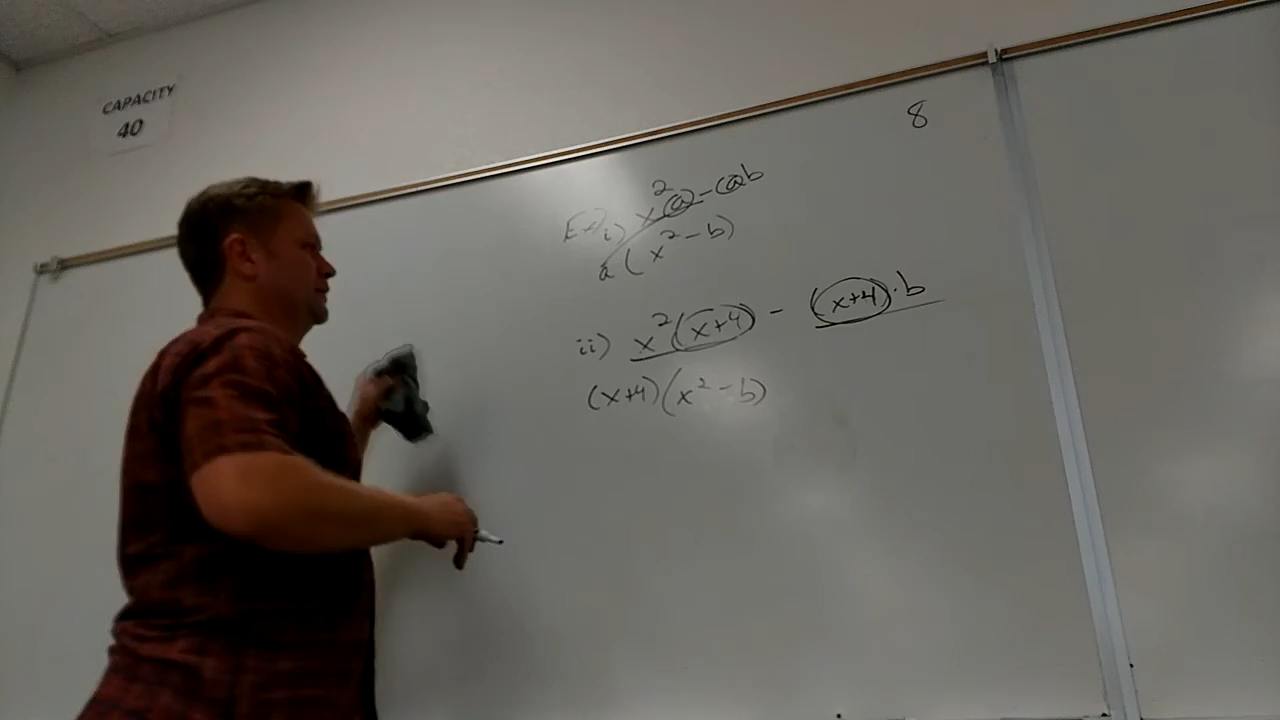 CAPACITY
40
8
Ex) i) x²a - ab
a(x² - b)
ii) x²(x+4) - (x+4)·b
(x+4)(x² - b)